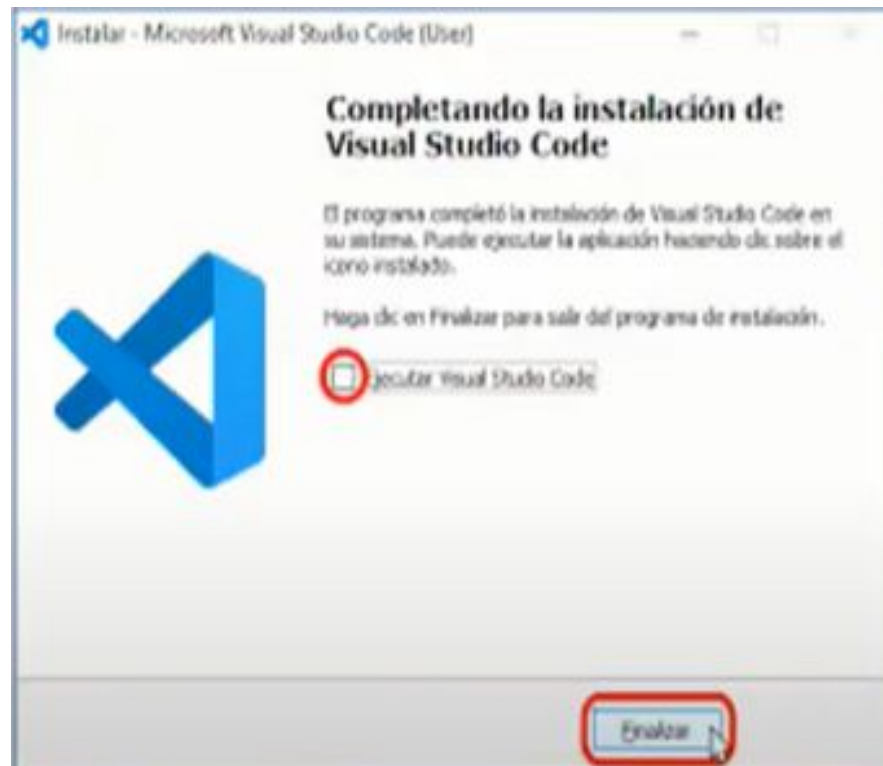 Instalar - Microsoft Visual Studio Code (User)
Completando la instalación de
Visual Studio Code
El programa completó la instalación de Visual Studio Code en
su sistema. Puede ejecutar la aplicación haciendo clic sobre el
icono instalado.
Haga clic en Finalizar para salir del programa de instalación.
jecutar Visual Studio Code
Finalizar